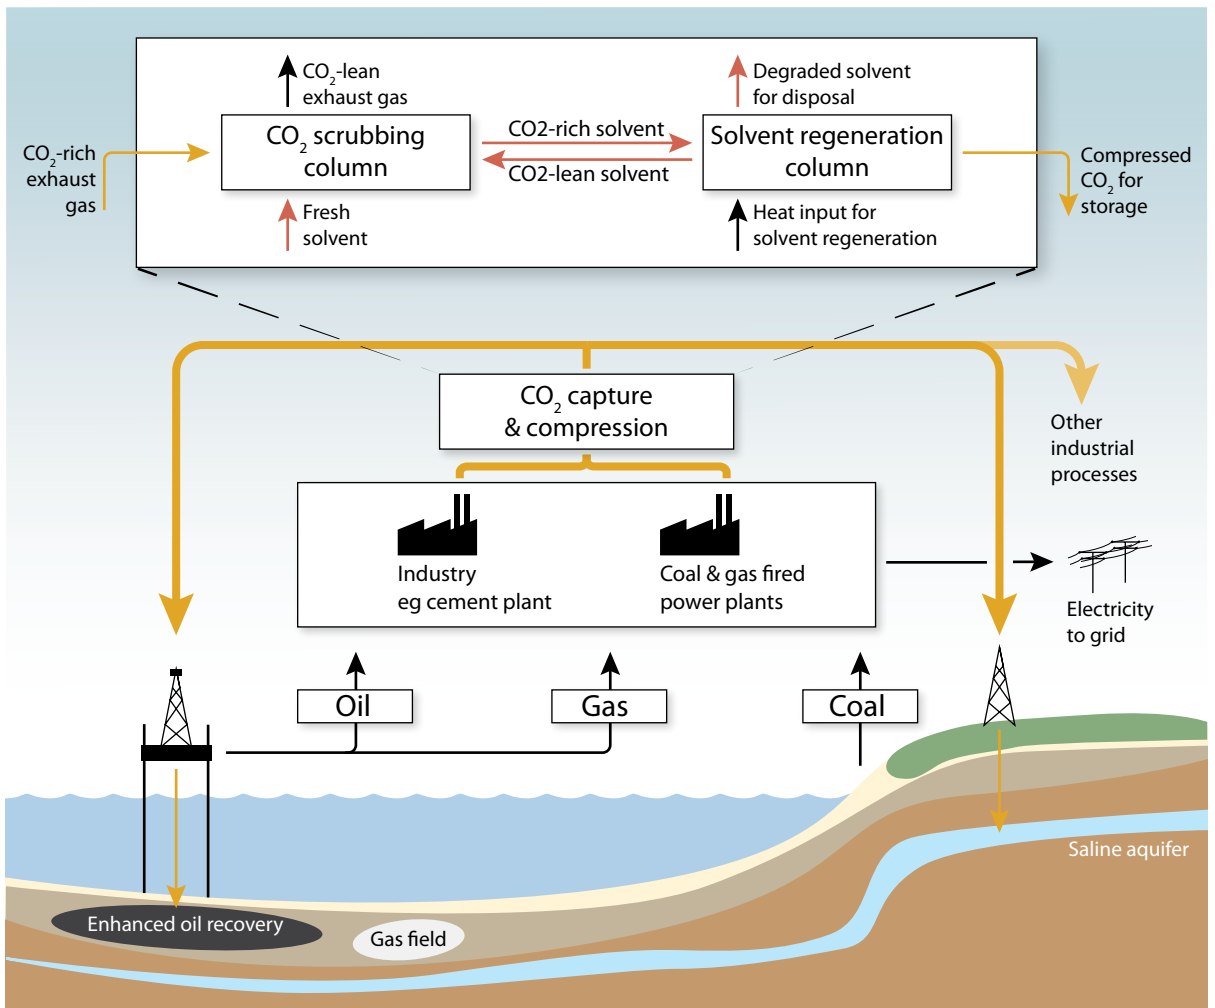 CO₂-lean
exhaust gas
Degraded solvent
for disposal
CO₂-rich
exhaust
gas
CO₂ scrubbing
column
CO2-rich solvent
CO2-lean solvent
Solvent regeneration
column
Compressed
CO₂ for
storage
Fresh
solvent
Heat input for
solvent regeneration
CO₂ capture
& compression
Other
industrial
processes
Industry
eg cement plant
Coal & gas fired
power plants
Electricity
to grid
Oil
Gas
Coal
Saline aquifer
Enhanced oil recovery
Gas field